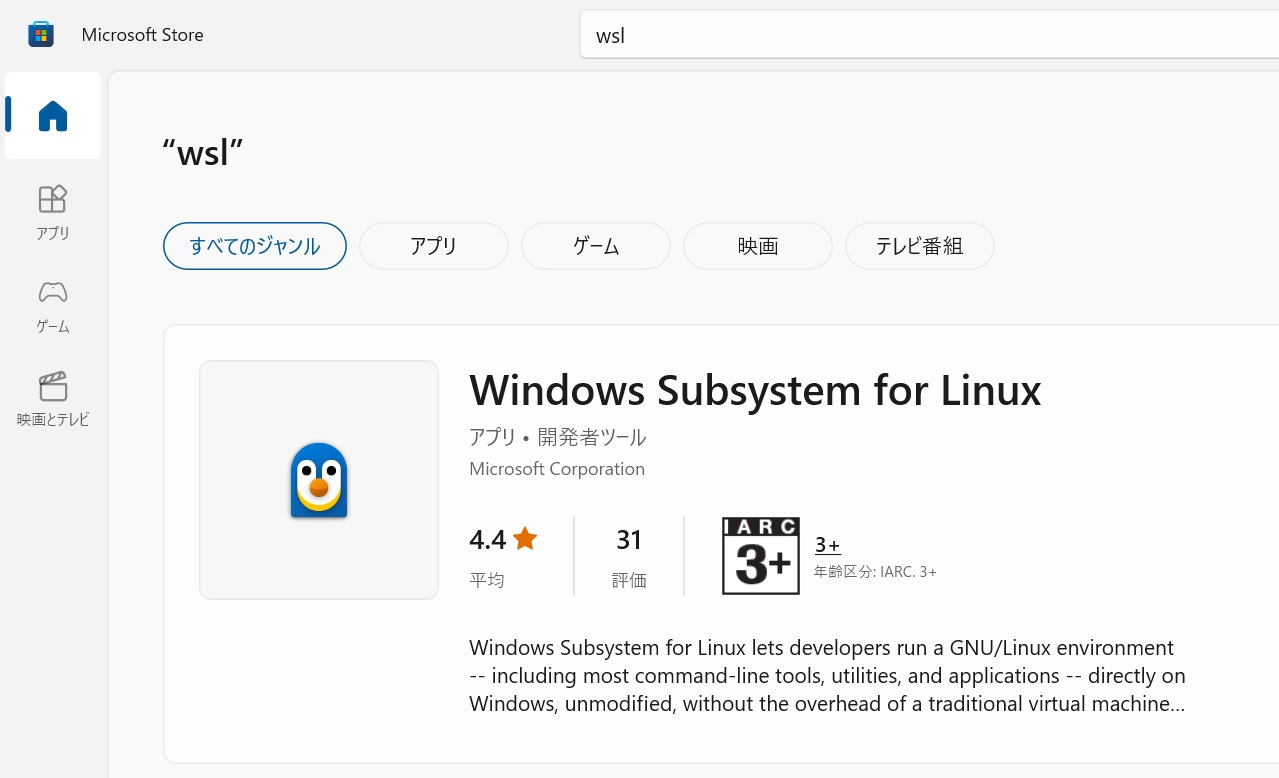 Microsoft Store
wsl
“wsl”
すべてのジャンル
アプリ
ゲーム
映画
テレビ番組
アプリ
ゲーム
映画とテレビ
Windows Subsystem for Linux
アプリ • 開発者ツール
Microsoft Corporation
4.4
平均
31
評価
IARC
3+
3+
年齢区分: IARC. 3+
Windows Subsystem for Linux lets developers run a GNU/Linux environment
-- including most command-line tools, utilities, and applications -- directly on
Windows, unmodified, without the overhead of a traditional virtual machine…